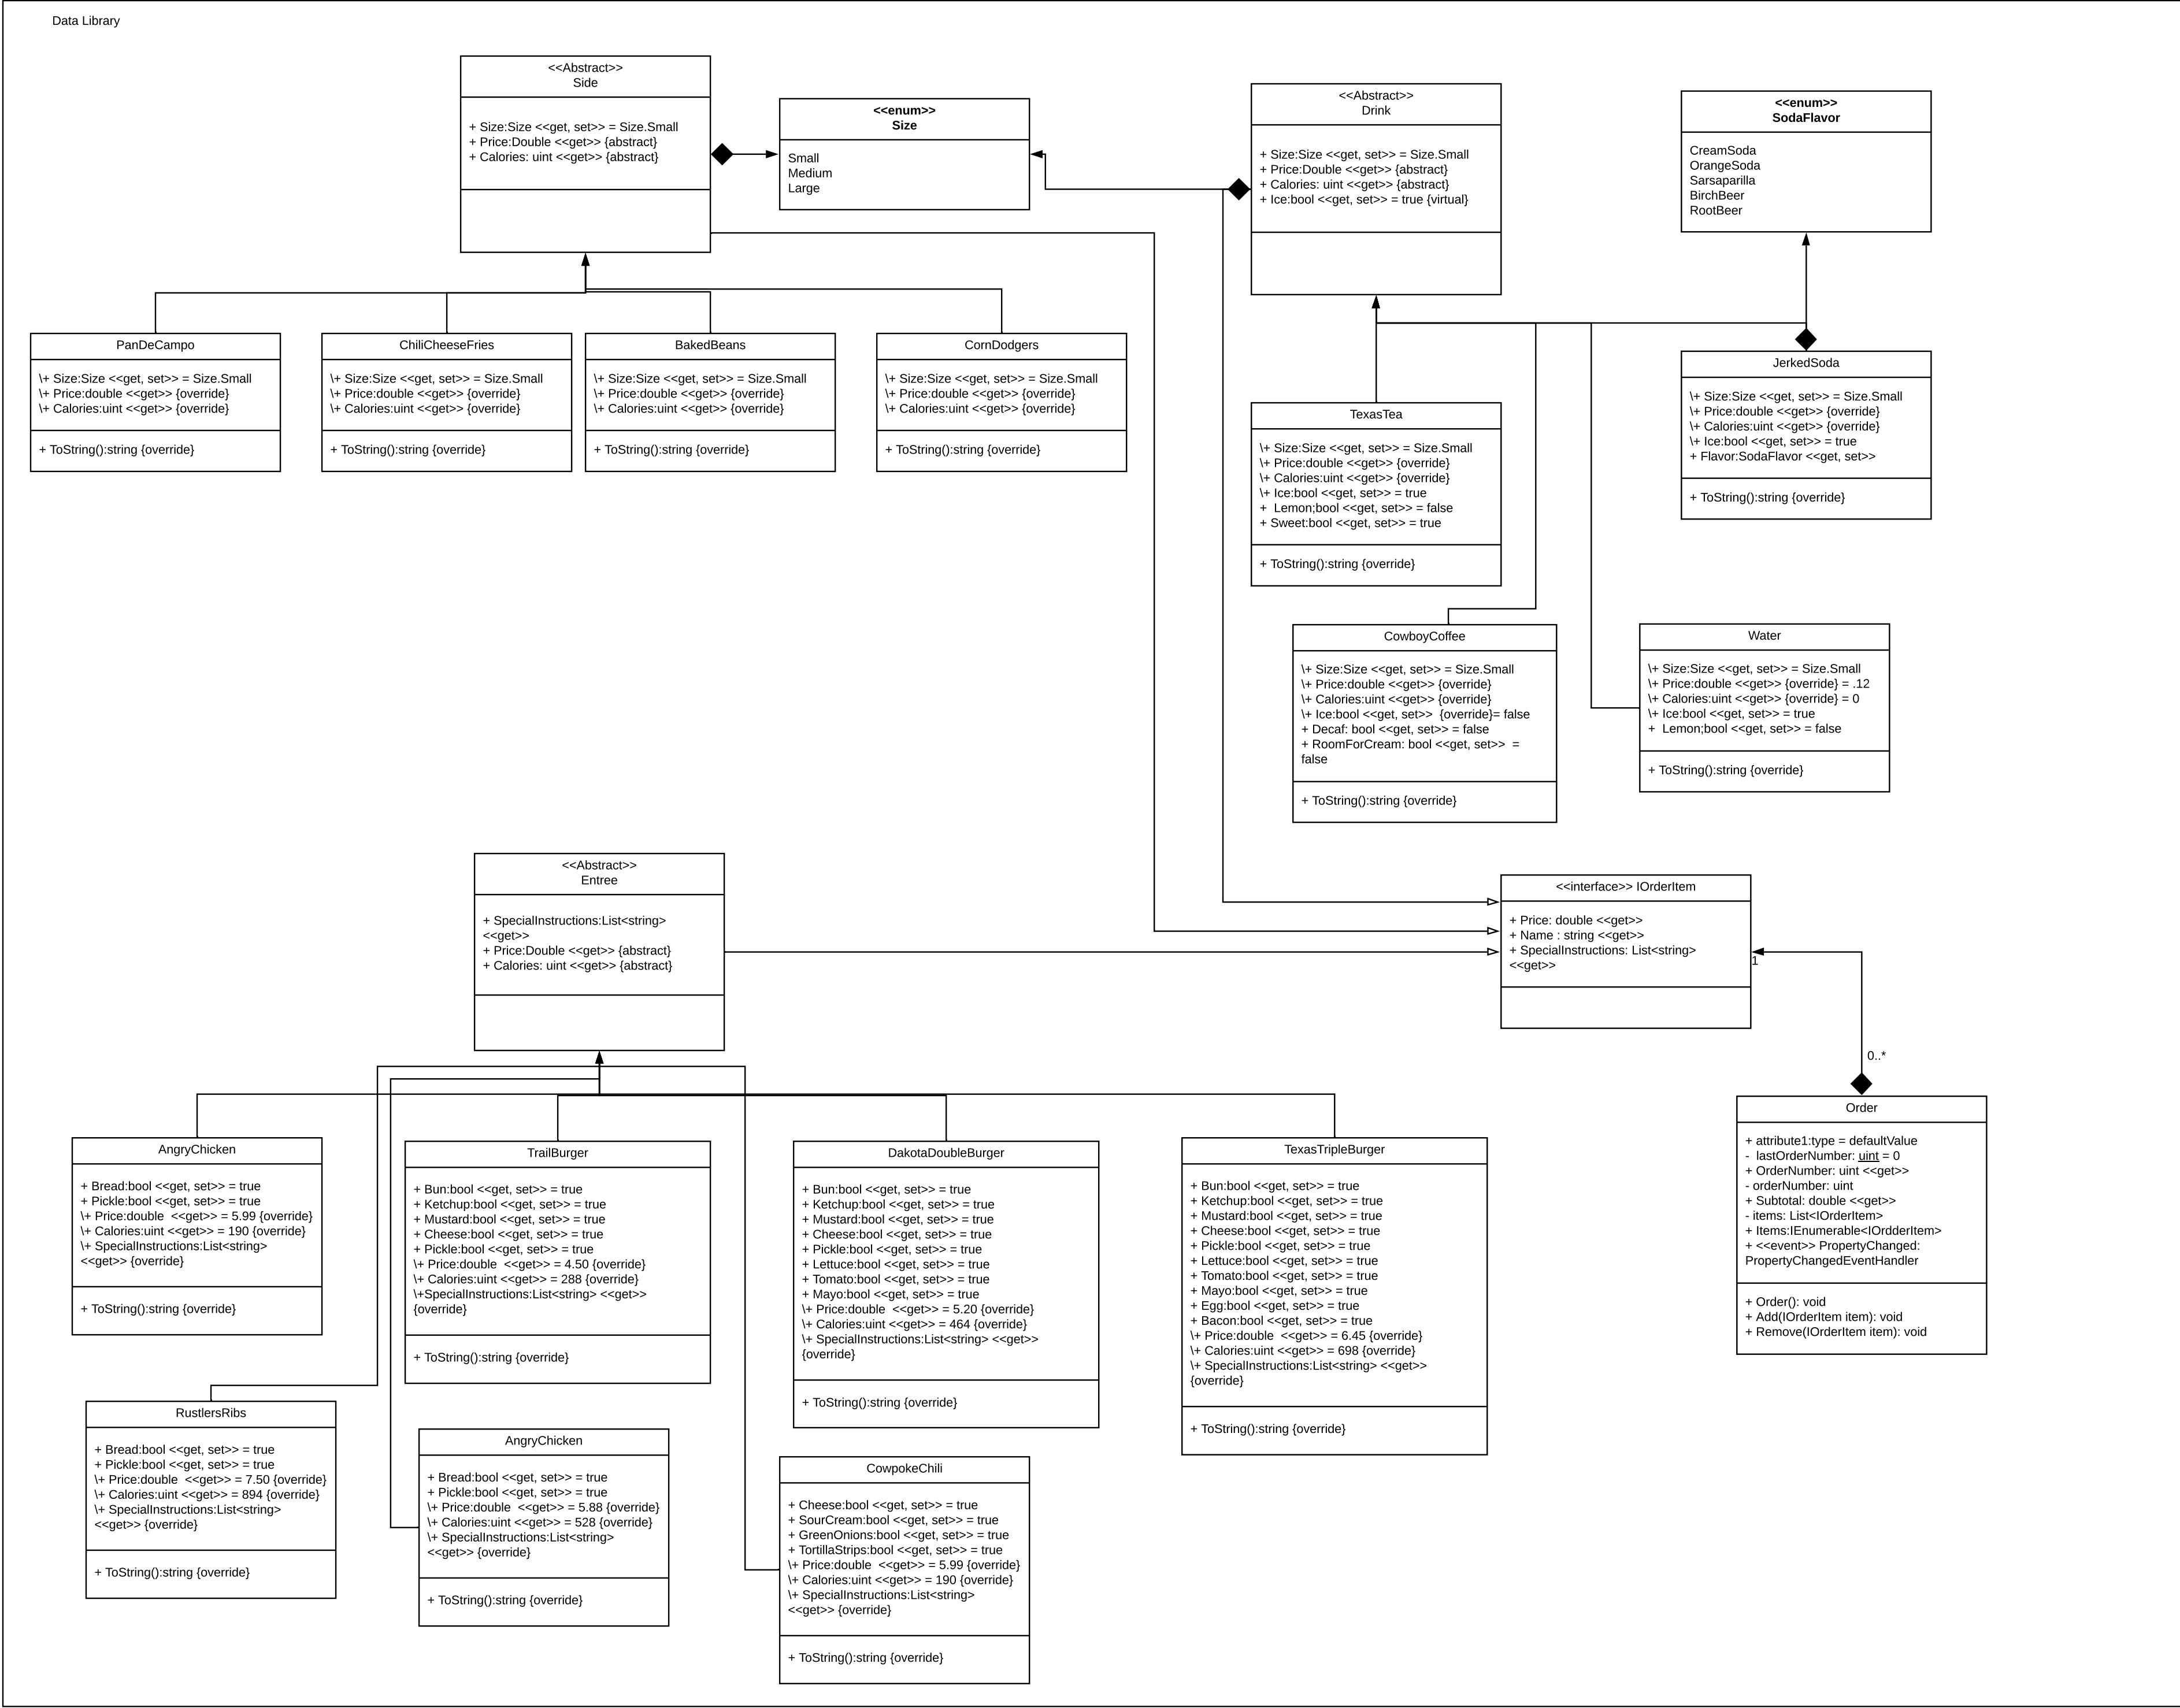 Data Library
<<Abstract>>
Side
+ Size:Size <<get, set>> = Size.Small
+ Price:Double <<get>> {abstract}
+ Calories: uint <<get>> {abstract}
<<enum>>
Size
Small
Medium
Large
<<Abstract>>
Drink
+ Size:Size <<get, set>> = Size.Small
+ Price:Double <<get>> {abstract}
+ Calories: uint <<get>> {abstract}
+ Ice:bool <<get, set>> = true {virtual}
<<enum>>
SodaFlavor
CreamSoda
OrangeSoda
Sarsaparilla
BirchBeer
RootBeer
PanDeCampo
\+ Size:Size <<get, set>> = Size.Small
\+ Price:double <<get>> {override}
\+ Calories:uint <<get>> {override}
+ ToString():string {override}
ChiliCheeseFries
\+ Size:Size <<get, set>> = Size.Small
\+ Price:double <<get>> {override}
\+ Calories:uint <<get>> {override}
+ ToString():string {override}
BakedBeans
\+ Size:Size <<get, set>> = Size.Small
\+ Price:double <<get>> {override}
\+ Calories:uint <<get>> {override}
+ ToString():string {override}
CornDodgers
\+ Size:Size <<get, set>> = Size.Small
\+ Price:double <<get>> {override}
\+ Calories:uint <<get>> {override}
+ ToString():string {override}
TexasTea
\+ Size:Size <<get, set>> = Size.Small
\+ Price:double <<get>> {override}
\+ Calories:uint <<get>> {override}
\+ Ice:bool <<get, set>> = true
+  Lemon;bool <<get, set>> = false
+ Sweet:bool <<get, set>> = true
+ ToString():string {override}
JerkedSoda
\+ Size:Size <<get, set>> = Size.Small
\+ Price:double <<get>> {override}
\+ Calories:uint <<get>> {override}
\+ Ice:bool <<get, set>> = true
+ Flavor:SodaFlavor <<get, set>>
+ ToString():string {override}
CowboyCoffee
\+ Size:Size <<get, set>> = Size.Small
\+ Price:double <<get>> {override}
\+ Calories:uint <<get>> {override}
\+ Ice:bool <<get, set>>  {override}= false
+ Decaf: bool <<get, set>> = false
+ RoomForCream: bool <<get, set>>  =
false
+ ToString():string {override}
Water
\+ Size:Size <<get, set>> = Size.Small
\+ Price:double <<get>> {override} = .12
\+ Calories:uint <<get>> {override} = 0
\+ Ice:bool <<get, set>> = true
+  Lemon;bool <<get, set>> = false
+ ToString():string {override}
<<Abstract>>
Entree
+ SpecialInstructions:List<string>
<<get>>
+ Price:Double <<get>> {abstract}
+ Calories: uint <<get>> {abstract}
<<interface>> IOrderItem
+ Price: double <<get>>
+ Name : string <<get>>
+ SpecialInstructions: List<string>
<<get>>
1
0..*
Order
+ attribute1:type = defaultValue
-  lastOrderNumber: uint = 0
+ OrderNumber: uint <<get>>
- orderNumber: uint
+ Subtotal: double <<get>>
- items: List<IOrderItem>
+ Items:IEnumerable<IOrdderItem>
+ <<event>> PropertyChanged:
PropertyChangedEventHandler
+ Order(): void
+ Add(IOrderItem item): void
+ Remove(IOrderItem item): void
AngryChicken
+ Bread:bool <<get, set>> = true
+ Pickle:bool <<get, set>> = true
\+ Price:double  <<get>> = 5.99 {override}
\+ Calories:uint <<get>> = 190 {override}
\+ SpecialInstructions:List<string>
<<get>> {override}
+ ToString():string {override}
TrailBurger
+ Bun:bool <<get, set>> = true
+ Ketchup:bool <<get, set>> = true
+ Mustard:bool <<get, set>> = true
+ Cheese:bool <<get, set>> = true
+ Pickle:bool <<get, set>> = true
\+ Price:double  <<get>> = 4.50 {override}
\+ Calories:uint <<get>> = 288 {override}
\+SpecialInstructions:List<string> <<get>>
{override}
+ ToString():string {override}
DakotaDoubleBurger
+ Bun:bool <<get, set>> = true
+ Ketchup:bool <<get, set>> = true
+ Mustard:bool <<get, set>> = true
+ Cheese:bool <<get, set>> = true
+ Pickle:bool <<get, set>> = true
+ Lettuce:bool <<get, set>> = true
+ Tomato:bool <<get, set>> = true
+ Mayo:bool <<get, set>> = true
\+ Price:double  <<get>> = 5.20 {override}
\+ Calories:uint <<get>> = 464 {override}
\+ SpecialInstructions:List<string> <<get>>
{override}
+ ToString():string {override}
TexasTripleBurger
+ Bun:bool <<get, set>> = true
+ Ketchup:bool <<get, set>> = true
+ Mustard:bool <<get, set>> = true
+ Cheese:bool <<get, set>> = true
+ Pickle:bool <<get, set>> = true
+ Lettuce:bool <<get, set>> = true
+ Tomato:bool <<get, set>> = true
+ Mayo:bool <<get, set>> = true
+ Egg:bool <<get, set>> = true
+ Bacon:bool <<get, set>> = true
\+ Price:double  <<get>> = 6.45 {override}
\+ Calories:uint <<get>> = 698 {override}
\+ SpecialInstructions:List<string> <<get>>
{override}
+ ToString():string {override}
RustlersRibs
+ Bread:bool <<get, set>> = true
+ Pickle:bool <<get, set>> = true
\+ Price:double  <<get>> = 7.50 {override}
\+ Calories:uint <<get>> = 894 {override}
\+ SpecialInstructions:List<string>
<<get>> {override}
+ ToString():string {override}
AngryChicken
+ Bread:bool <<get, set>> = true
+ Pickle:bool <<get, set>> = true
\+ Price:double  <<get>> = 5.88 {override}
\+ Calories:uint <<get>> = 528 {override}
\+ SpecialInstructions:List<string>
<<get>> {override}
+ ToString():string {override}
CowpokeChili
+ Cheese:bool <<get, set>> = true
+ SourCream:bool <<get, set>> = true
+ GreenOnions:bool <<get, set>> = true
+ TortillaStrips:bool <<get, set>> = true
\+ Price:double  <<get>> = 5.99 {override}
\+ Calories:uint <<get>> = 190 {override}
\+ SpecialInstructions:List<string>
<<get>> {override}
+ ToString():string {override}